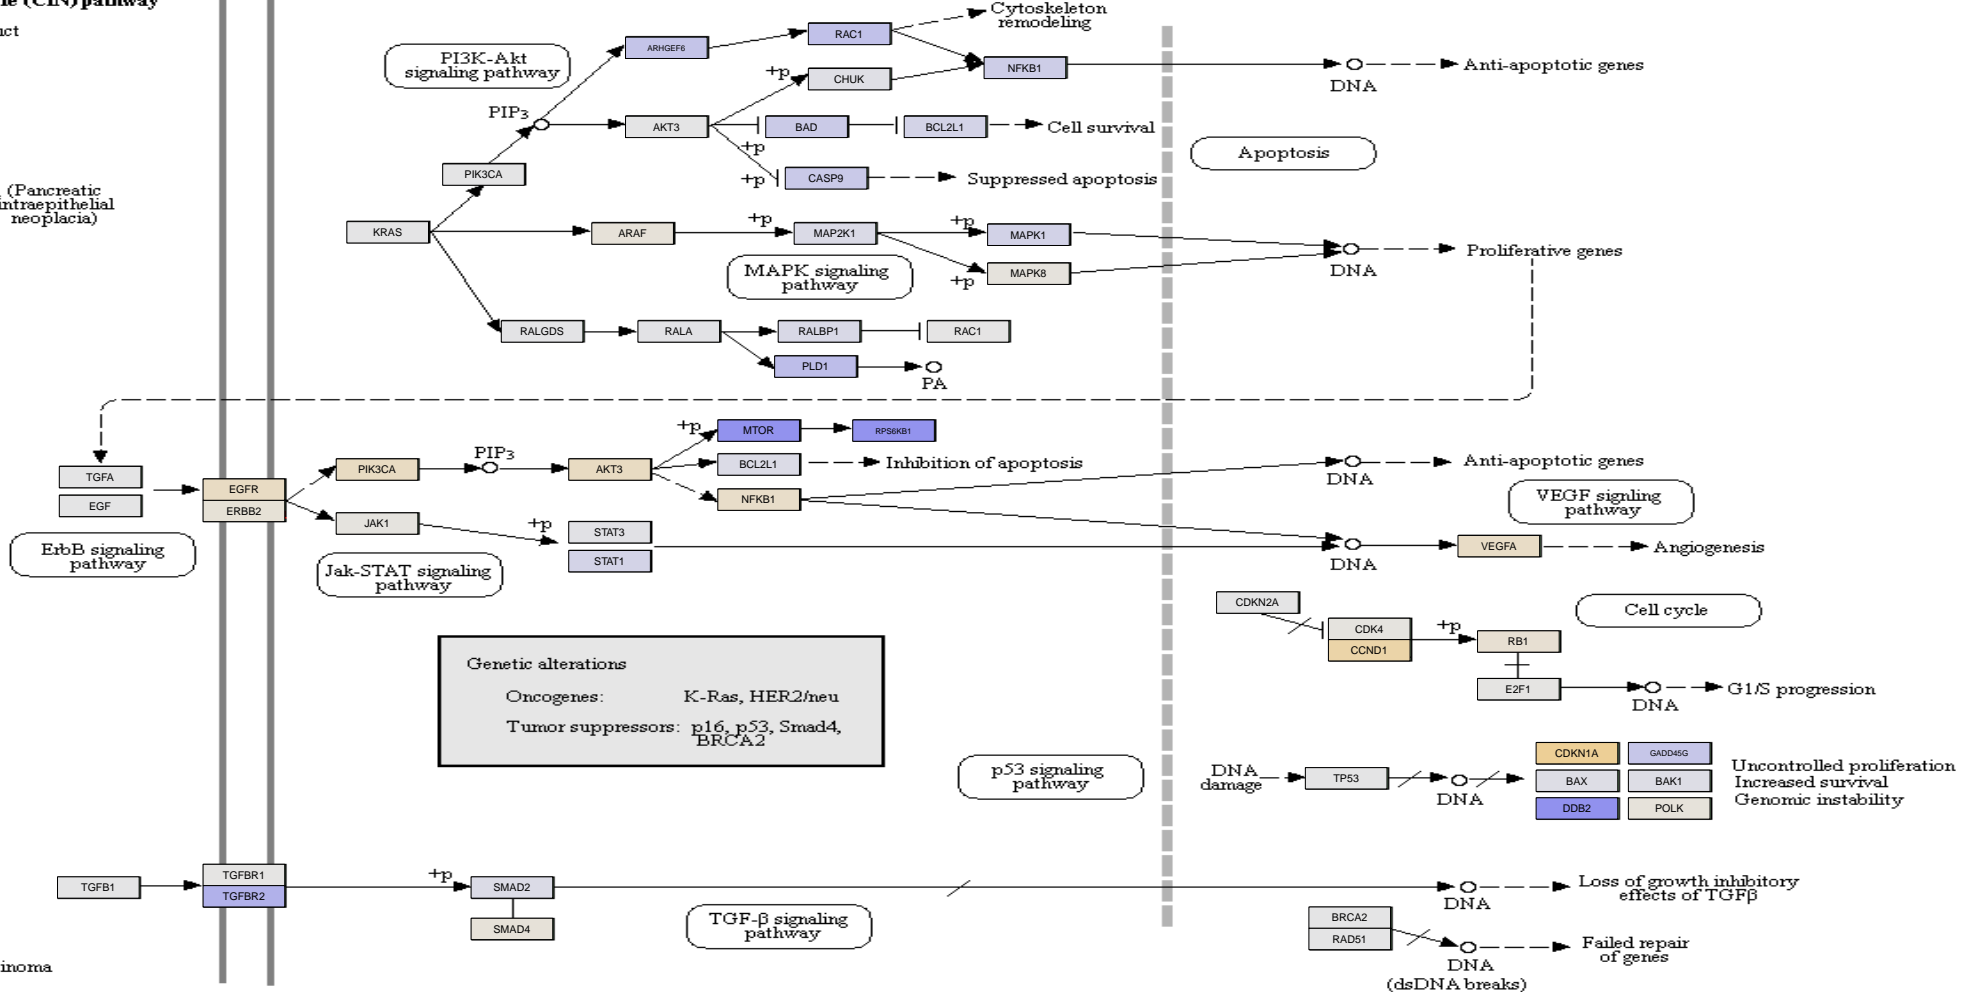 (CIN) pathway
Cytoskeleton
remodeling
PI3K-Akt
signaling pathway
ARHGEF6
RAC1
NFKB1
+p
CHUK
DNA
Anti-apoptotic genes
PIP3
AKT3
BAD
BCL2L1
Cell survival
+p
Apoptosis
PIK3CA
+p
CASP9
Suppressed apoptosis
(Pancreatic
intraepithelial
neoplacia)
KRAS
ARAF
+p
MAP2K1
+p
MAPK1
MAPK signaling
pathway
+p
MAPK8
DNA
Proliferative genes
RALGDS
RALA
RALBP1
RAC1
PLD1
PA
+p
MTOR
RPS6KB1
TGFA
EGF
EGFR
ERBB2
PIK3CA
PIP3
AKT3
BCL2L1
Inhibition of apoptosis
NFKB1
DNA
Anti-apoptotic genes
VEGF signling
pathway
JAK1
+p
STAT3
STAT1
DNA
VEGFA
Angiogenesis
ErbB signaling
pathway
Jak-STAT signaling
pathway
CDKN2A
Cell cycle
CDK4
CCND1
+p
RB1
E2F1
DNA
G1/S progression
Genetic alterations
Oncogenes: K-Ras, HER2/neu
Tumor suppressors: p16, p53, Smad4,
BRCA2
p53 signaling
pathway
DNA
damage
TP53
DNA
CDKN1A
GADD45G
BAX
BAK1
DDB2
POLK
Uncontrolled proliferation
Increased survival
Genomic instability
TGFB1
TGFBR1
TGFBR2
+p
SMAD2
SMAD4
TGF-β signaling
pathway
DNA
Loss of growth inhibitory
effects of TGFβ
BRCA2
RAD51
DNA
(dsDNA breaks)
Failed repair
of genes